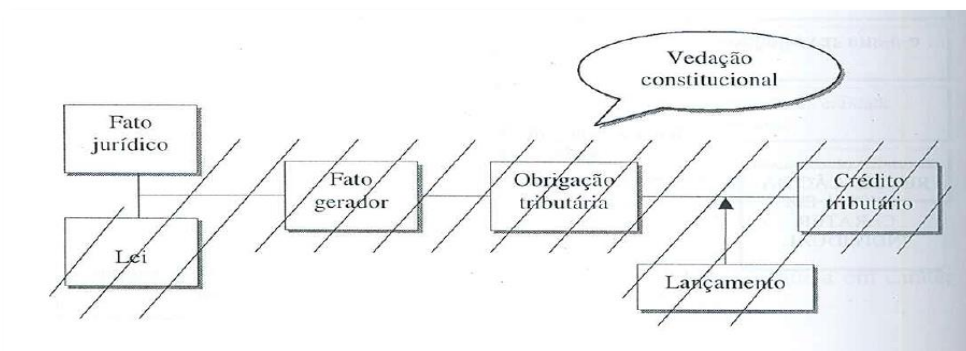 Vedação
constitucional
Fato
jurídico
Fato
gerador
Obrigação
tributária
Crédito
tributário
Lei
Lançamento